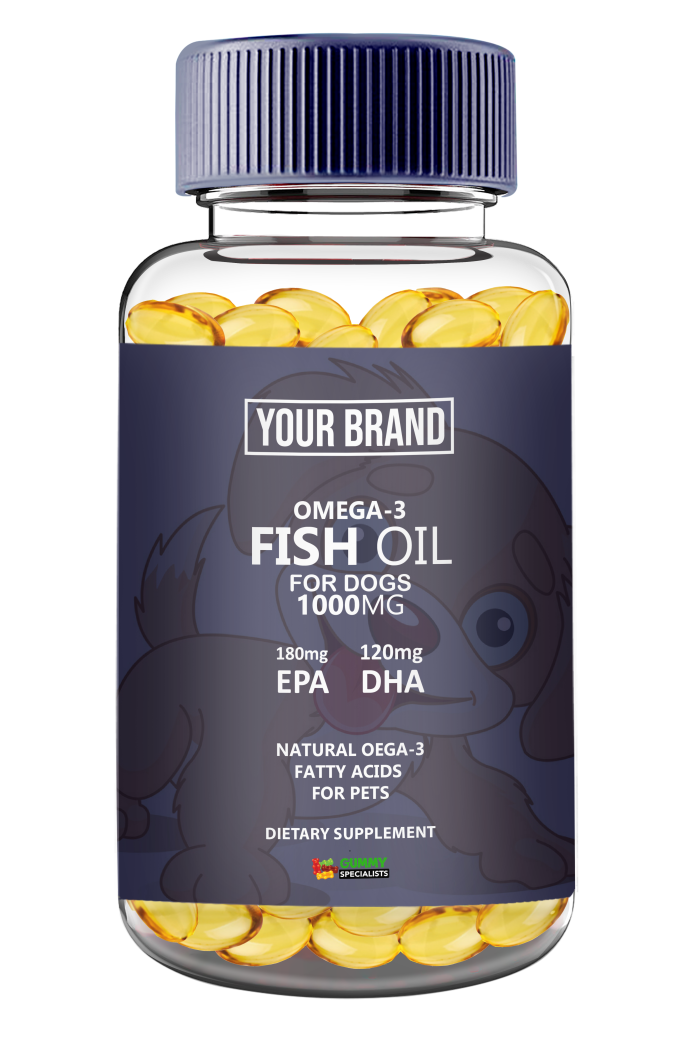 YOUR BRAND
OMEGA-3
FISH OIL
FOR DOGS
1000MG
180mg 120mg
EPA DHA
NATURAL OEGA-3
FATTY ACIDS
FOR PETS
DIETARY SUPPLEMENT
GUMMY
SPECIALISTS